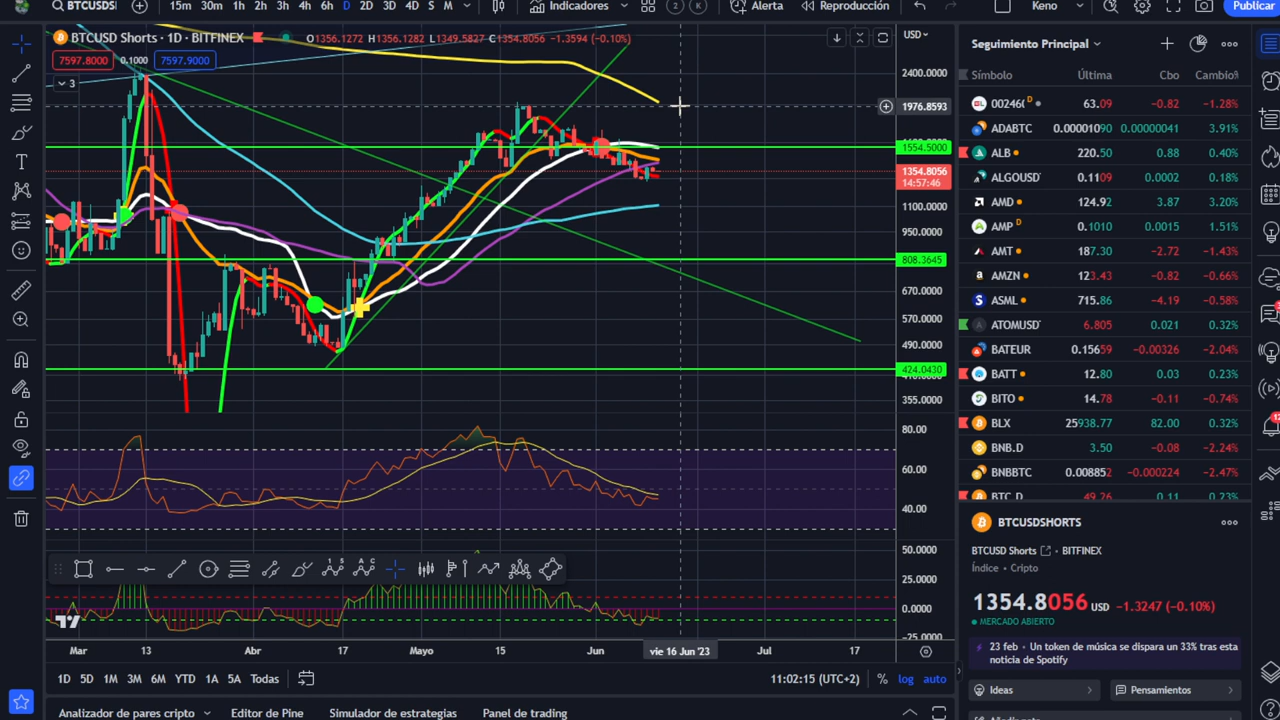 BTCUSDSI
15m 30m 1h 2h 3h 4h 6h D 2D 3D 4D S M
Indicadores
2
K
Alerta
Reproducción
Keno
Publicar
BTCUSD Shorts · 1D · BITFINEX
O1356.1272 H1356.1282 L1349.5827 C1354.8056 -1.3594 (-0.10%)
7597.8000 0.1000 7597.9000
3
USD
2400.0000
1976.8593
1554.5000
1354.8056
14:57:46
1100.0000
950.0000
808.3645
670.0000
570.0000
490.0000
424.0430
355.0000
80.00
60.00
40.00
50.0000
25.0000
0.0000
-25.0000
Mar 13 Abr 17 Mayo 15 Jun vie 16 Jun '23 Jul 17
1D 5D 1M 3M 6M YTD 1A 5A Todas
11:02:15 (UTC+2)
% log auto
Analizador de pares cripto
Editor de Pine
Simulador de estrategias
Panel de trading
Seguimiento Principal
Símbolo Última Cbo Cambio%
00246( D 63.09 -0.82 -1.28%
ADABTC 0.00001090 0.00000041 3.91%
ALB 220.50 0.88 0.40%
ALGOUSD 0.1109 0.0002 0.18%
AMD 124.92 3.87 3.20%
AMP D 0.1010 0.0015 1.51%
AMT 187.30 -2.72 -1.43%
AMZN 123.43 -0.82 -0.66%
ASML 715.86 -4.19 -0.58%
ATOMUSD 6.805 0.021 0.32%
BATEUR 0.15659 -0.00326 -2.04%
BATT 12.80 0.03 0.23%
BITO 14.78 -0.11 -0.74%
BLX 25938.77 82.00 0.32%
BNB.D 3.50 -0.08 -2.24%
BNBBTC 0.008852 -0.000224 -2.47%
BTC.D 49.26 0.11 0.23%
BTCUSDSHORTS
BTCUSD Shorts · BITFINEX
Índice · Cripto
1354.8056 USD -1.3247 (-0.10%)
MERCADO ABIERTO
23 feb · Un token de música se dispara un 33% tras esta
noticia de Spotify
Ideas
Pensamientos